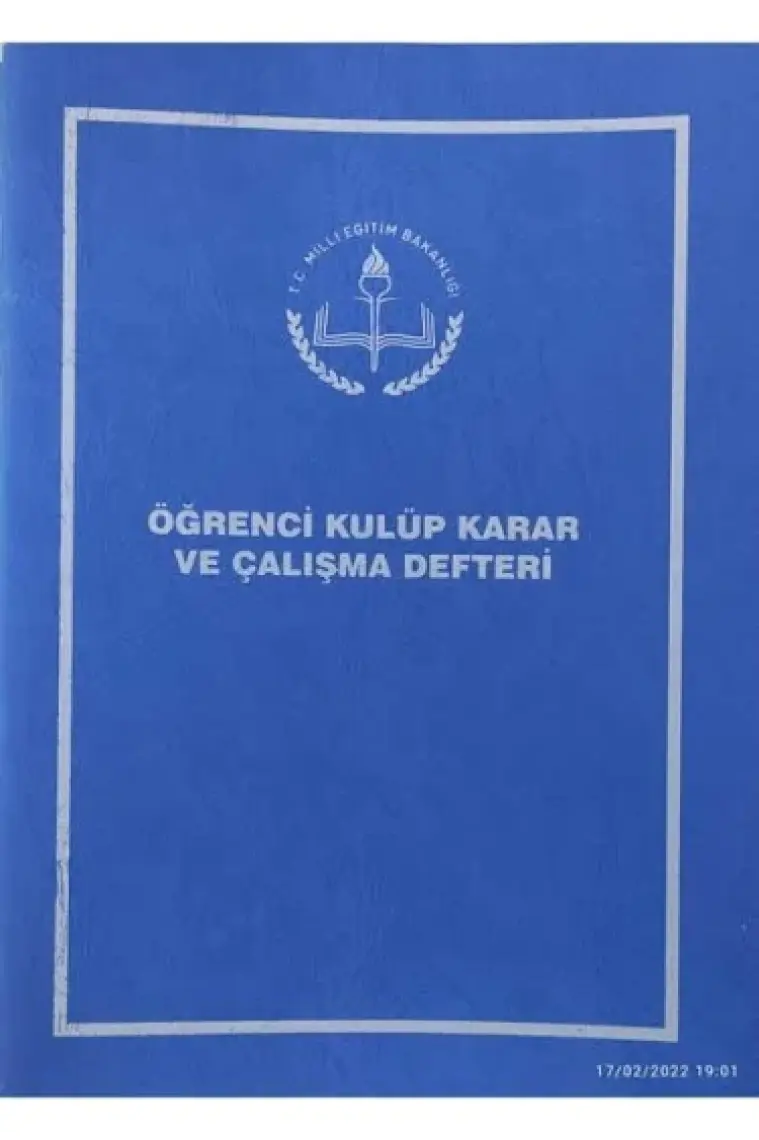 T.C. MİLLİ EĞİTİM BAKANLIĞI
ÖĞRENCİ KULÜP KARAR
VE ÇALIŞMA DEFTERİ
17/02/2022 19:01